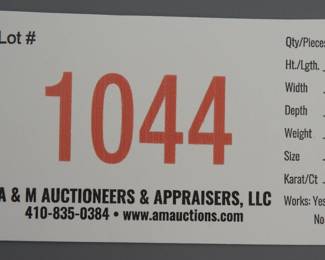 Lot #
1044
A & M AUCTIONEERS & APPRAISERS, LLC
410-835-0384 • www.amauctions.com
Qty/Pieces
Ht./Lgth.
Width
Depth
Weight
Size
Karat/Ct
Works: Yes
No